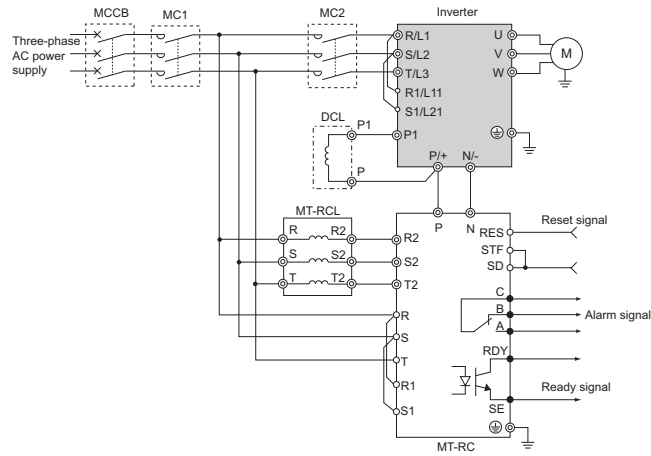 MCCB
MC1
MC2
Inverter
Three-phase
AC power
supply
R/L1
S/L2
T/L3
R1/L11
S1/L21
P1
P/+
N/-
U
V
W
M
DCL
P1
P
MT-RCL
R
R2
S
S2
T
T2
P
N
R2
S2
T2
R
S
T
R1
S1
RES
STF
SD
C
B
A
RDY
SE
Reset signal
Alarm signal
Ready signal
MT-RC